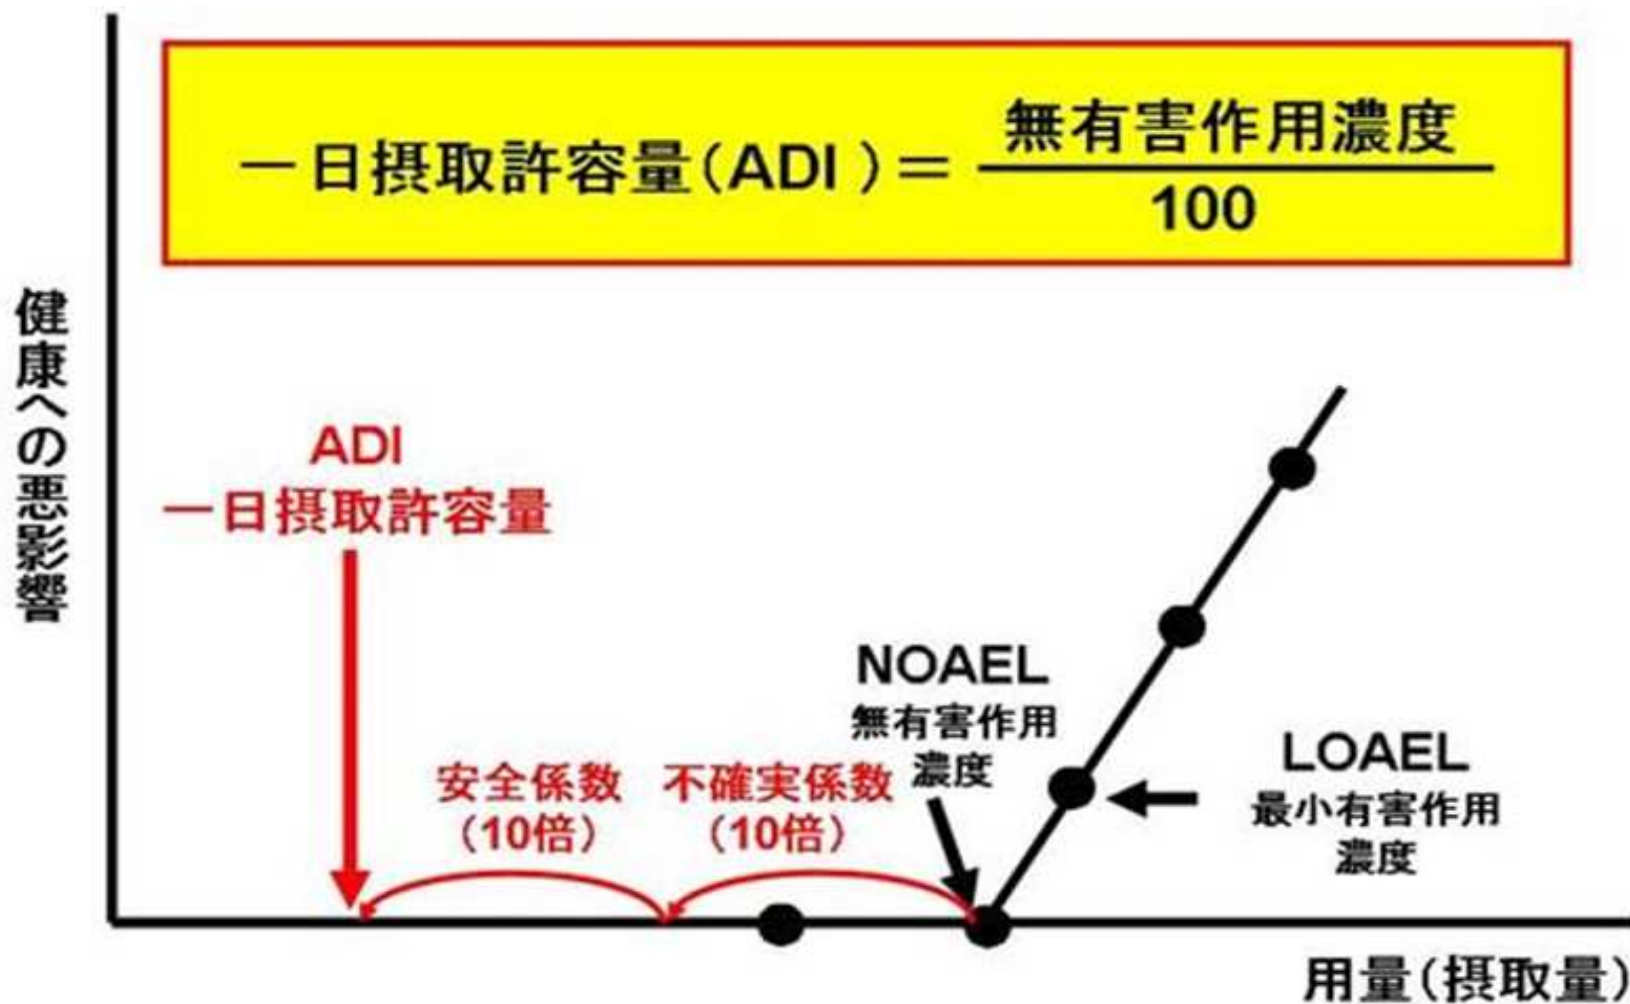 一日摂取許容量(ADI )＝
無有害作用濃度
100
健康への悪影響
ADI
一日摂取許容量
NOAEL
無有害作用
濃度
安全係数
(10倍)
不確実係数
(10倍)
LOAEL
最小有害作用
濃度
用量(摂取量)